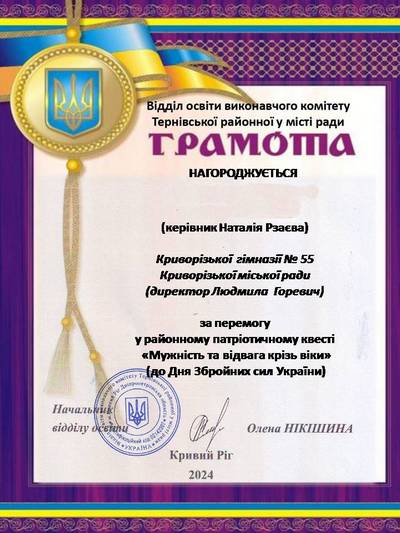 Відділ освіти виконавчого комітету
Тернівської районної у місті ради
ГРАМОТА
НАГОРОДЖУЄТЬСЯ
(керівник Наталія Рзаєва)
Криворізької гімназії № 55
Криворізької міської ради
(директор Людмила Горевич)
за перемогу
у районному патріотичному квесті
«Мужність та відвага крізь віки»
(до Дня Збройних сил України)
Начальник
відділу освіти
Олена НІКІШИНА
УКРАЇНА
Кривий Ріг
2024